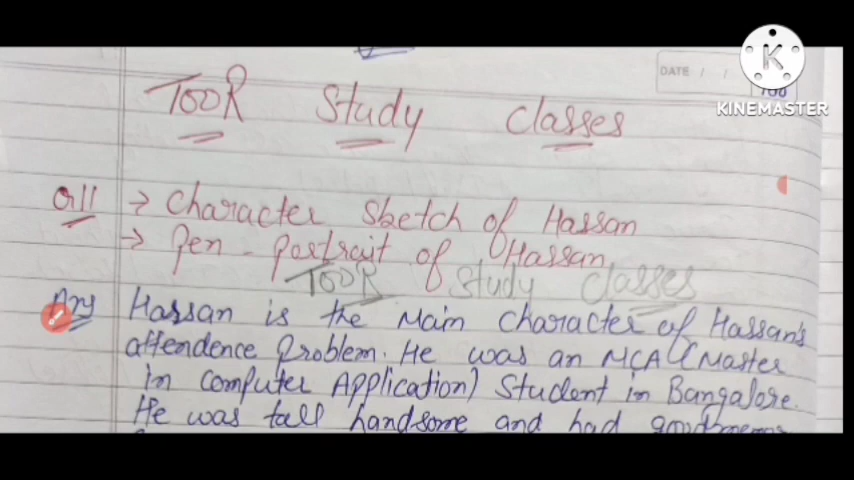 DATE / /
KINEMASTER
TOOR Study Classes
Q11 → Character Sketch of Hassan
→ Pen - Portrait of Hassan
TOOR Study Classes
Ans Hassan is the Main Character of Hassan's
attendence Problem. He was an MCA (Master
in Computer Application) Student in Bangalore.
He was tall handsome and had